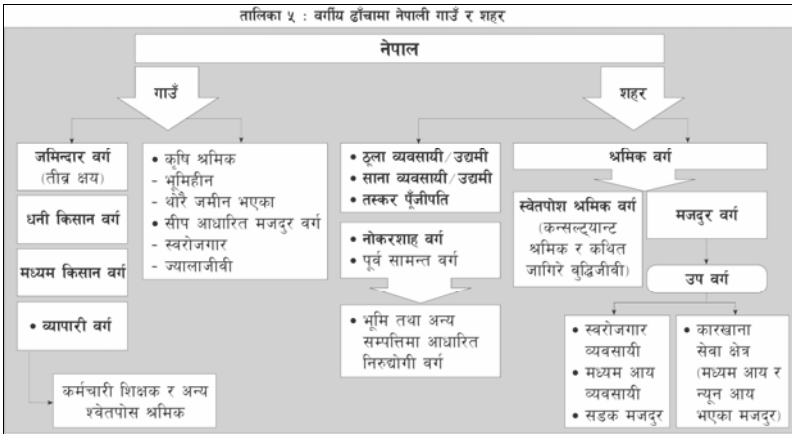 तालिका ५ : वर्गीय ढाँचामा नेपाली गाउँ र शहर
नेपाल
गाउँ
शहर
जमिन्दार वर्ग
(तीव्र क्षय)
धनी किसान वर्ग
मध्यम किसान वर्ग
• व्यापारी वर्ग
कर्मचारी शिक्षक र अन्य
श्वेतपोस श्रमिक
• कृषि श्रमिक
- भूमिहीन
- थोरै जमीन भएका
• सीप आधारित मजदुर वर्ग
- स्वरोजगार
- ज्यालाजीवी
• ठूला व्यवसायी/उद्यमी
• साना व्यवसायी/उद्यमी
• तस्कर पूँजीपति
• नोकरशाह वर्ग
• पूर्व सामन्त वर्ग
• भूमि तथा अन्य
सम्पत्तिमा आधारित
निरुद्योगी वर्ग
श्रमिक वर्ग
स्वेतपोश श्रमिक वर्ग
(कन्सल्ट्यान्ट
श्रमिक र कथित
जागिरे बुद्धिजीवी)
मजदुर वर्ग
उप वर्ग
• स्वरोजगार
व्यवसायी
• मध्यम आय
व्यवसायी
• सडक मजदुर
• कारखाना
सेवा क्षेत्र
(मध्यम आय र
न्यून आय
भएका मजदुर)